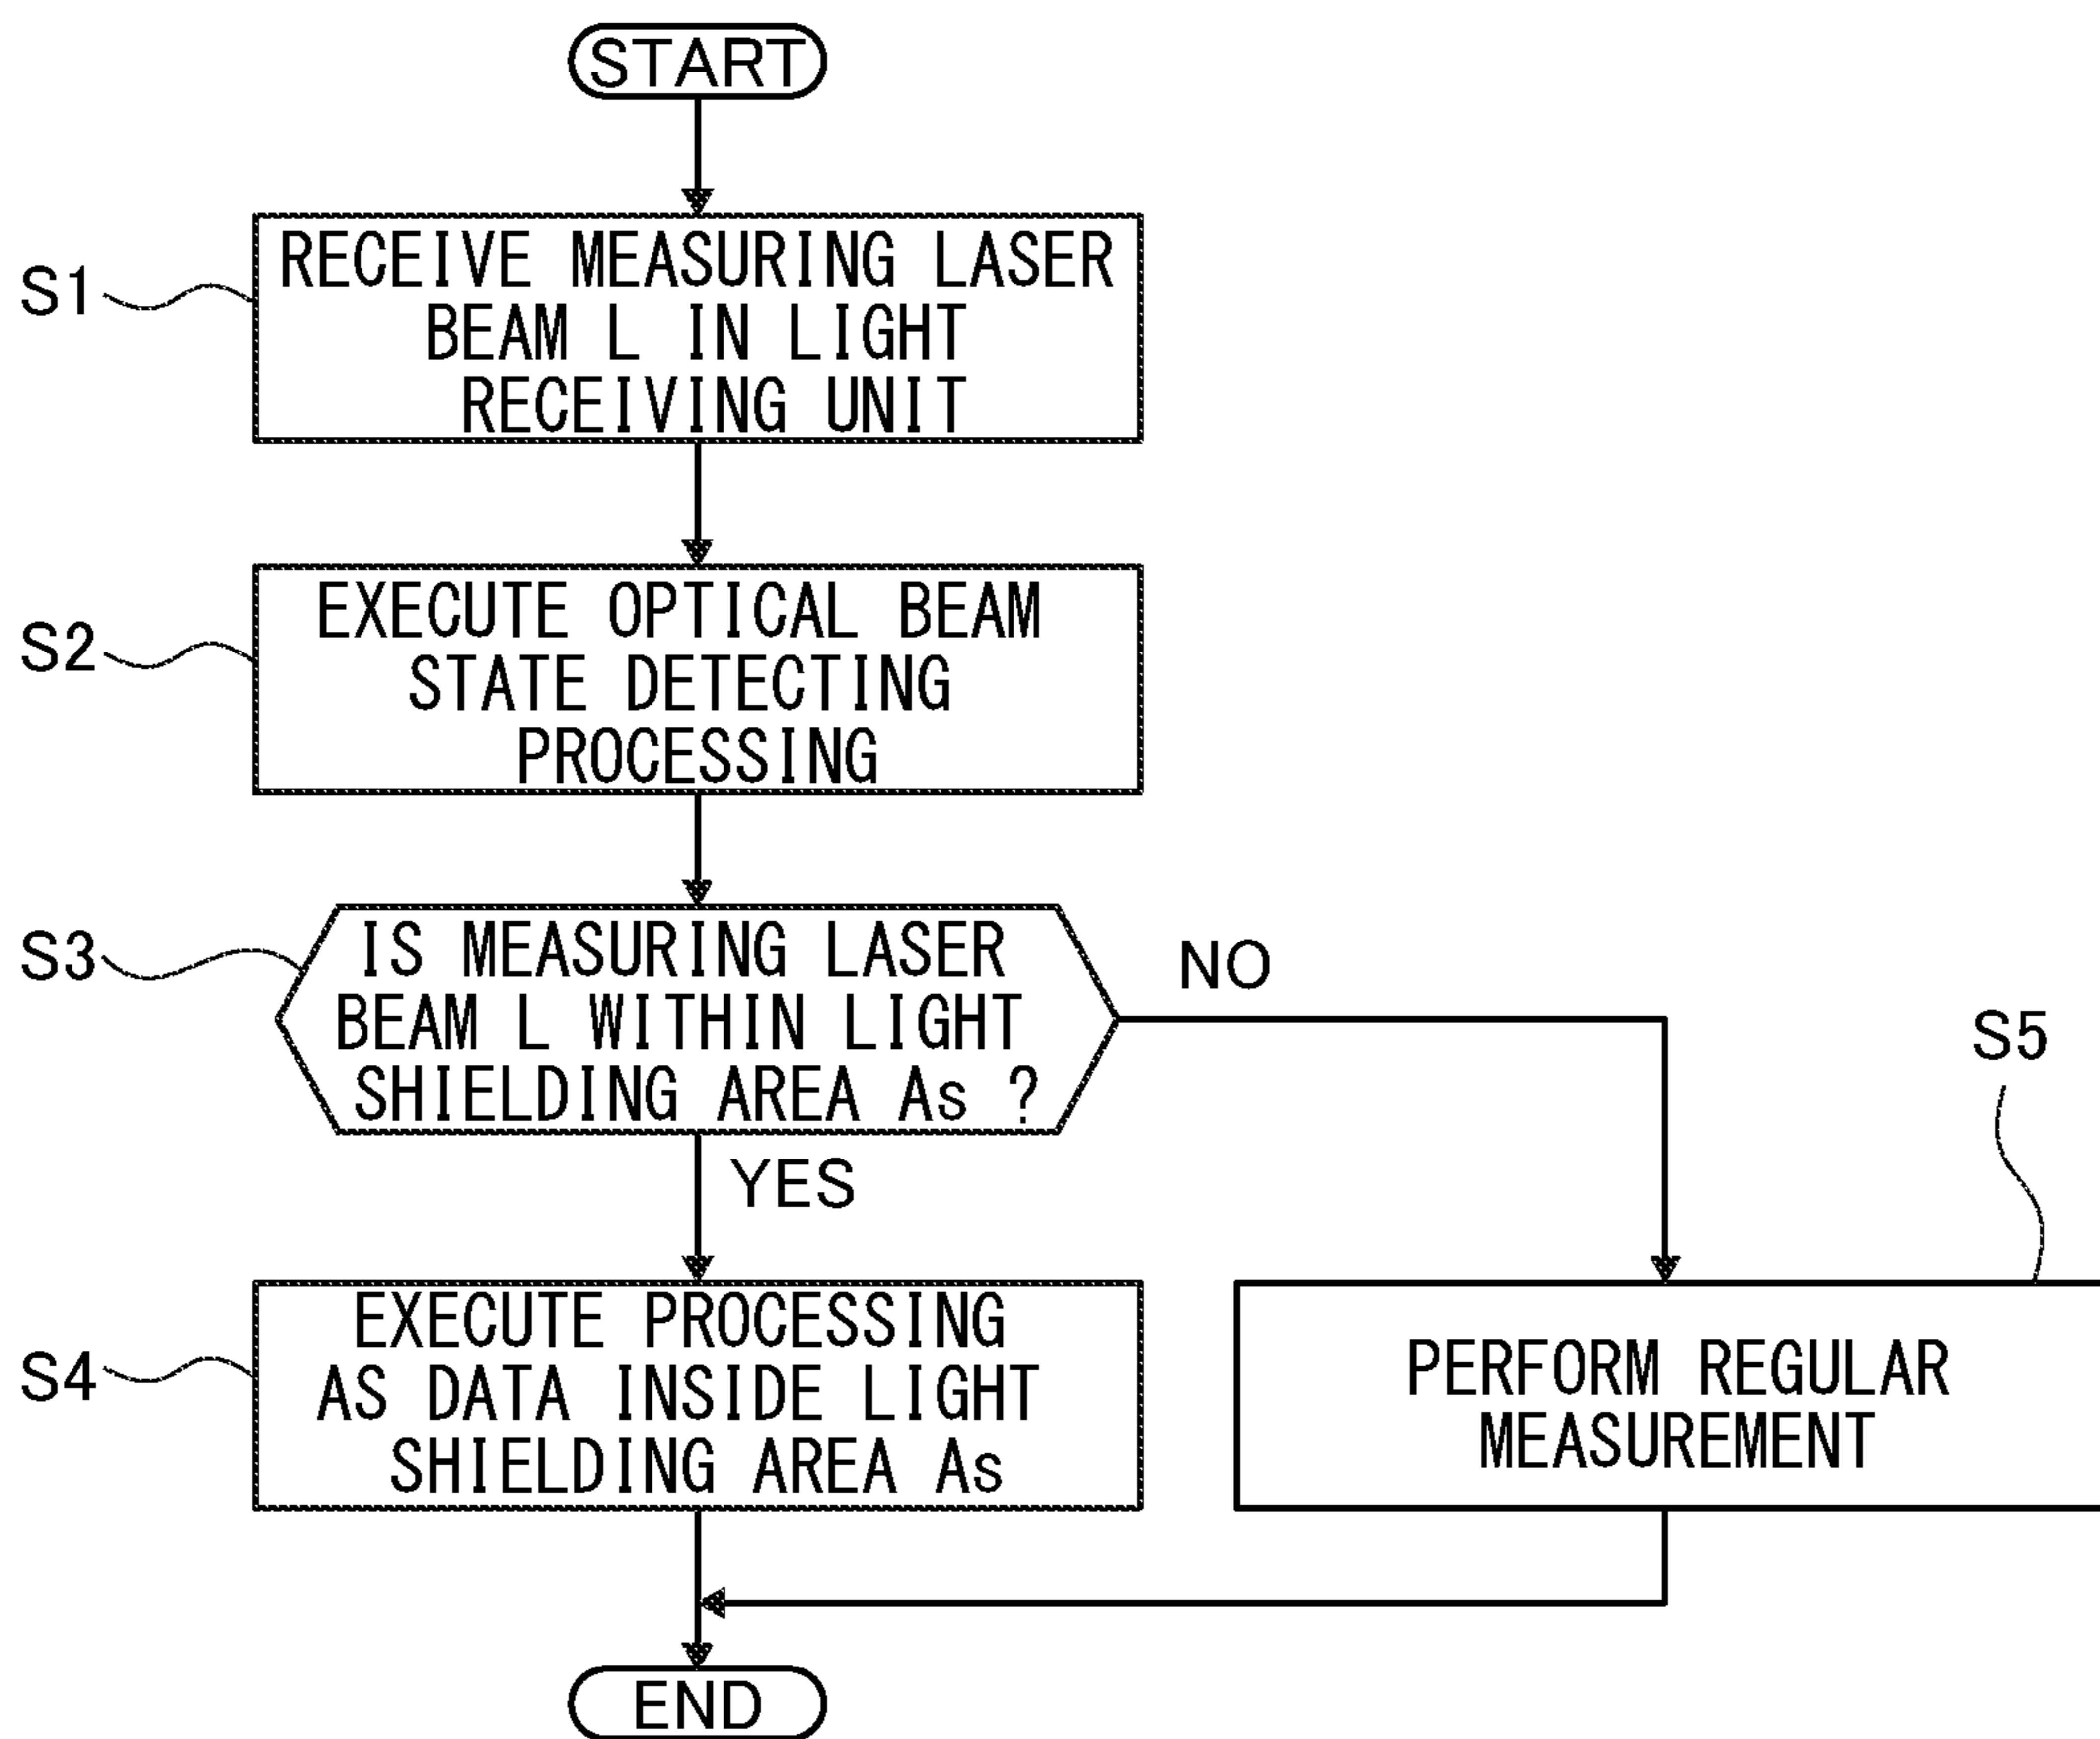 START
S1
RECEIVE MEASURING LASER
BEAM L IN LIGHT
RECEIVING UNIT
S2
EXECUTE OPTICAL BEAM
STATE DETECTING
PROCESSING
S3
IS MEASURING LASER
BEAM L WITHIN LIGHT
SHIELDING AREA As ?
NO
YES
S4
EXECUTE PROCESSING
AS DATA INSIDE LIGHT
SHIELDING AREA As
S5
PERFORM REGULAR
MEASUREMENT
END